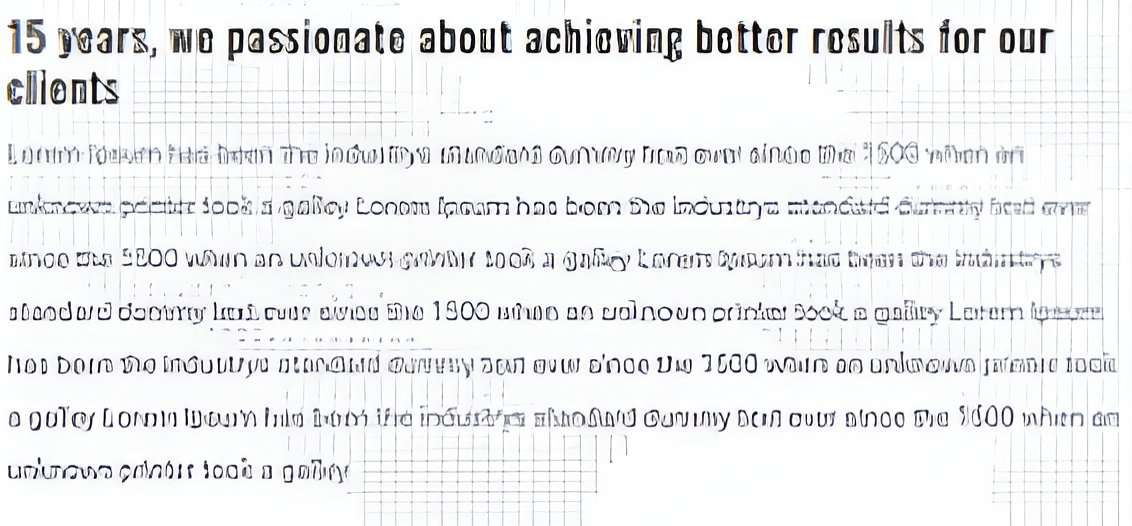 15 years, we passionate about achieving better results for our
clients
Lorem Ipsum has been the industry's standard dummy text ever since the 1500 when an
unknown printer took a galley Lorem Ipsum has been the industrys standard dummy text ever
since the 1500 when an unknown printer took a galley Lorem Ipsum has been the industrys
standard dummy text ever since the 1500 when an unknown printer took a galley Lorem Ipsum
has been the industrys standard dummy text ever since the 1500 when an unknown printer took
a galley Lorem Ipsum has been the industrys standard dummy text ever since the 1500 when an
unknown printer took a galley